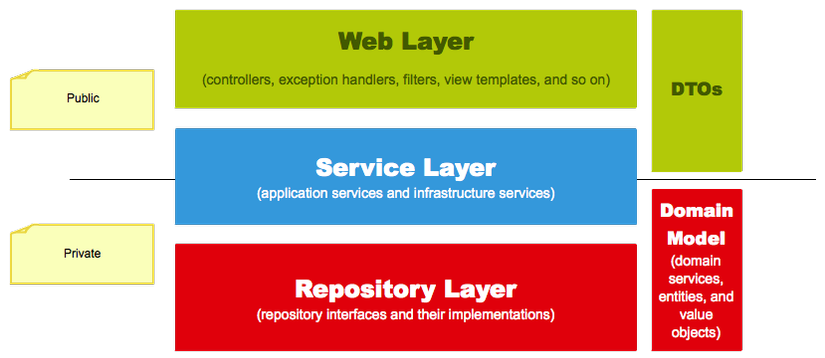 Web Layer
(controllers, exception handlers, filters, view templates, and so on)
DTOs
Public
Service Layer
(application services and infrastructure services)
Private
Repository Layer
(repository interfaces and their implementations)
Domain
Model
(domain
services,
entities, and
value
objects)